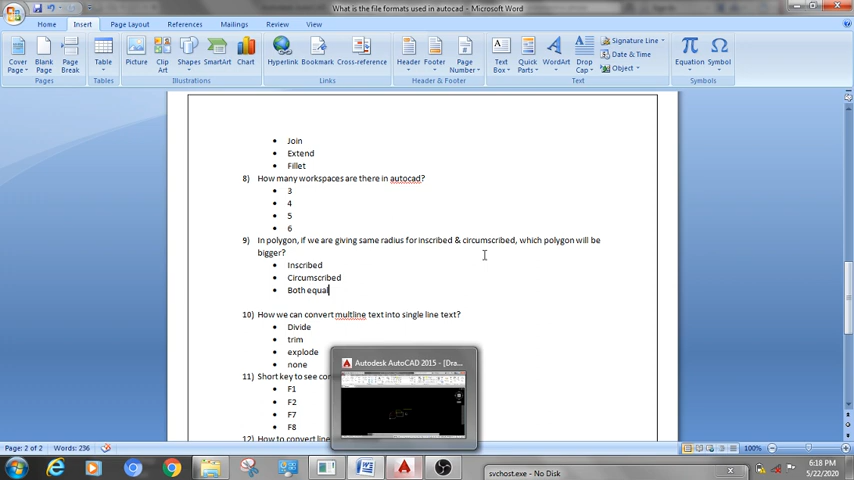 What is the file formats used in autocad - Microsoft Word
Home Insert Page Layout References Mailings Review View
Cover Page Blank Page Page Break Table Picture Clip Art Shapes SmartArt Chart Hyperlink Bookmark Cross-reference Header Footer Page Number Text Box Quick Parts WordArt Drop Cap Signature Line Date & Time Object Equation Symbol
Pages Tables Illustrations Links Header & Footer Text Symbols
• Join
• Extend
• Fillet
8) How many workspaces are there in autocad?
• 3
• 4
• 5
• 6
9) In polygon, if we are giving same radius for inscribed & circumscribed, which polygon will be
bigger?
• Inscribed
• Circumscribed
• Both equal
10) How we can convert multline text into single line text?
• Divide
• trim
• explode
• none
11) Short key to see
• F1
• F2
• F7
• F8
12) How to convert line
Autodesk AutoCAD 2015 - [Dra...
Page: 2 of 2 Words: 236 100%
svchost.exe - No Disk
6:18 PM
5/22/2020